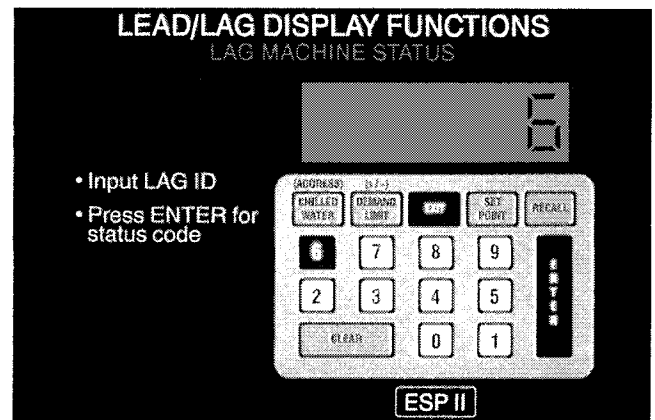 LEAD/LAG DISPLAY FUNCTIONS
LAG MACHINE STATUS
6
• Input LAG ID
• Press ENTER for
status code
(ADDRESS) (+/-)
CHILLED
WATER
DEMAND
LIMIT
SET
POINT
RECALL
6 7 8 9
2 3 4 5
ENTER
CLEAR 0 1
ESP II